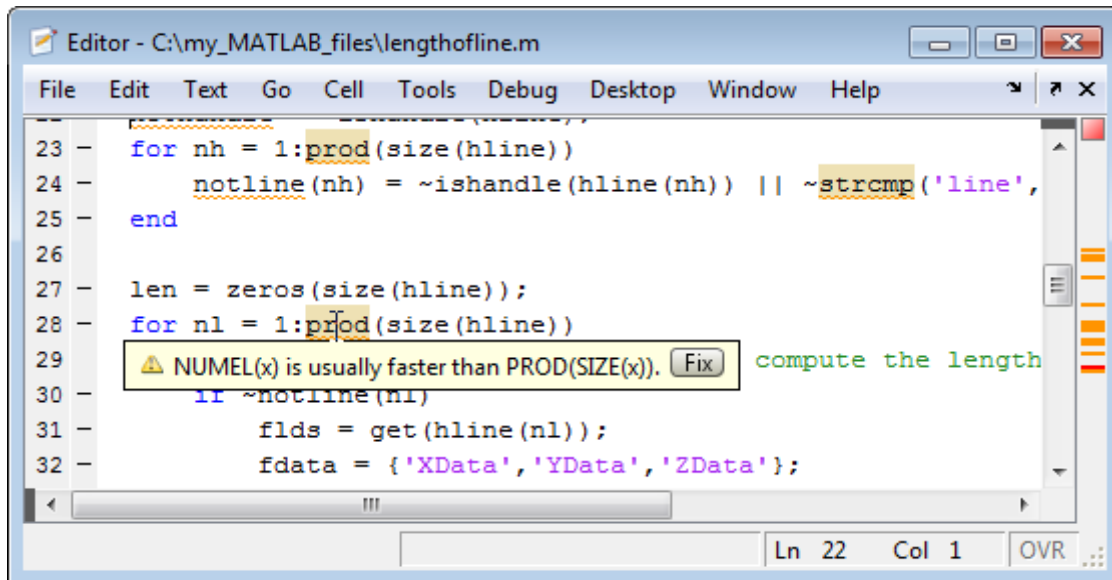 Editor - C:\my_MATLAB_files\lengthofline.m
File Edit Text Go Cell Tools Debug Desktop Window Help
23 - for nh = 1:prod(size(hline))
24 - notline(nh) = ~ishandle(hline(nh)) || ~strcmp('line',
25 - end
26
27 - len = zeros(size(hline));
28 - for nl = 1:prod(size(hline))
29 compute the length
NUMEL(x) is usually faster than PROD(SIZE(x)). Fix
30 - if ~notline(nl)
31 - flds = get(hline(nl));
32 - fdata = {'XData','YData','ZData'};
Ln 22 Col 1 OVR